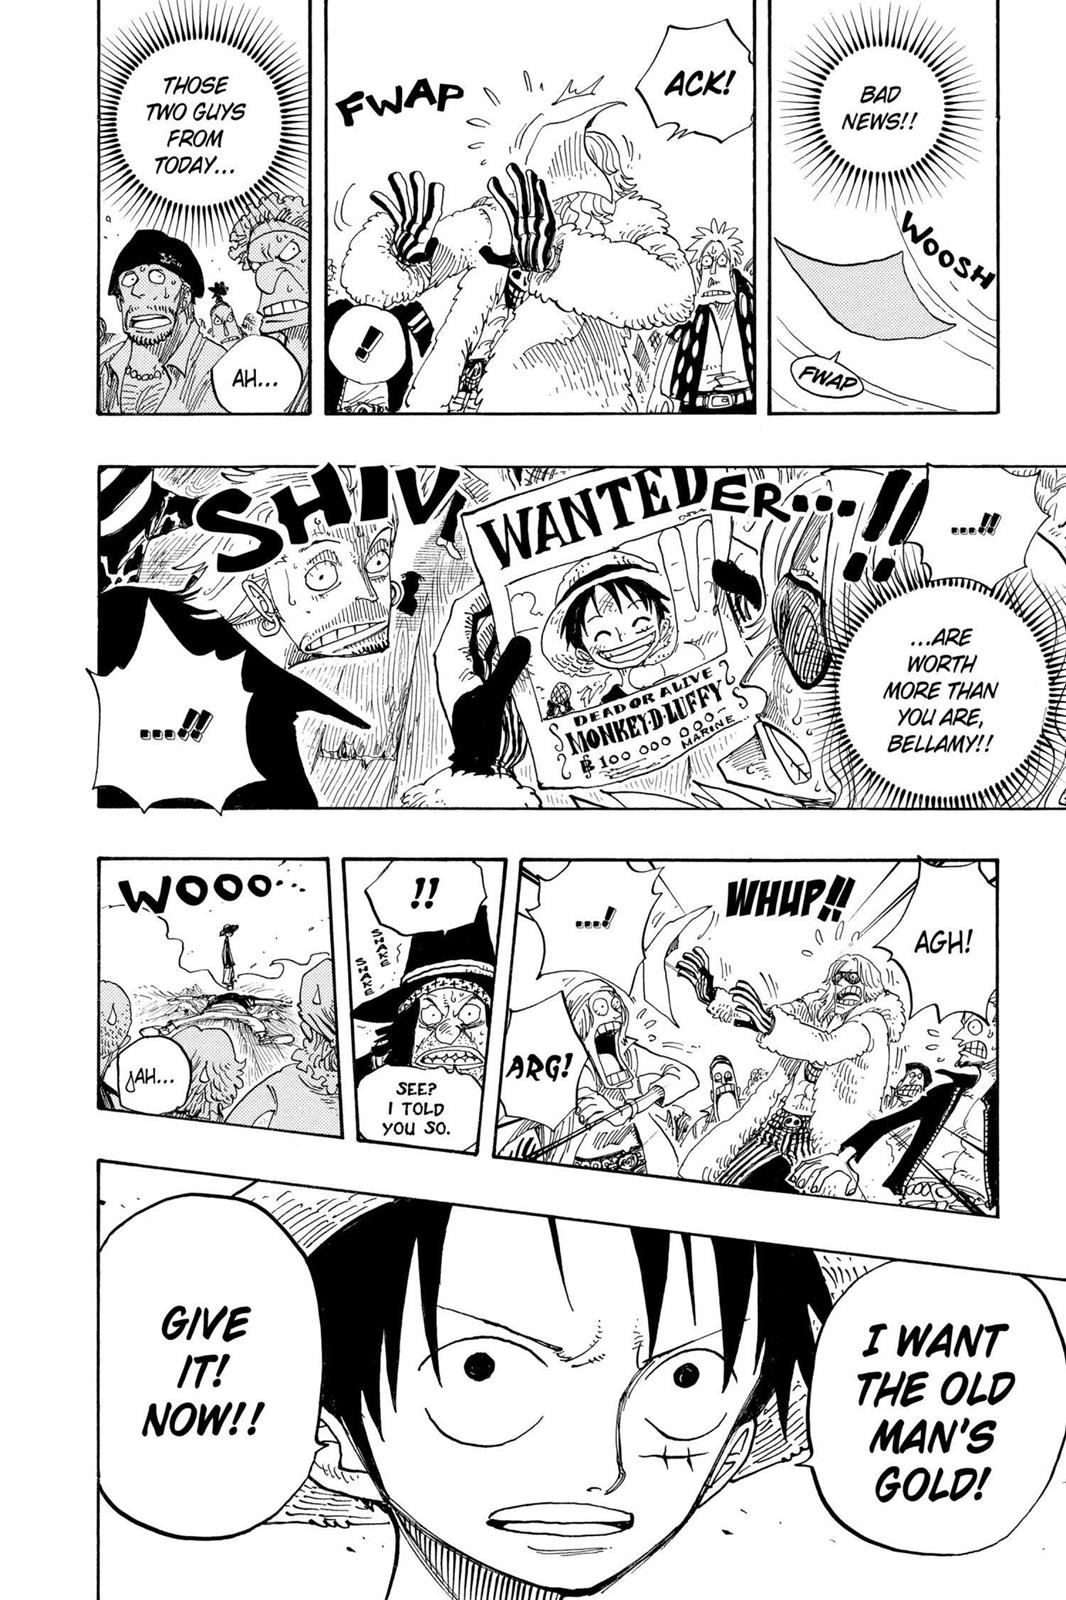 BAD
NEWS!!
WOOSH
FWAP
ACK!
FWAP
!
THOSE
TWO GUYS
FROM
TODAY...
AH...
...!!
...ARE
WORTH
MORE THAN
YOU ARE,
BELLAMY!!
SHIVER...!!
WANTED
DEAD OR ALIVE
MONKEY·D·LUFFY
฿100 000 000-
MARINE
...!!
AGH!
WHUP!!
...!
ARG!
!!
SHAKE
SHAKE
SEE?
I TOLD
YOU SO.
WOOO...
AH...
I WANT
THE OLD
MAN'S
GOLD!
GIVE
IT!
NOW!!